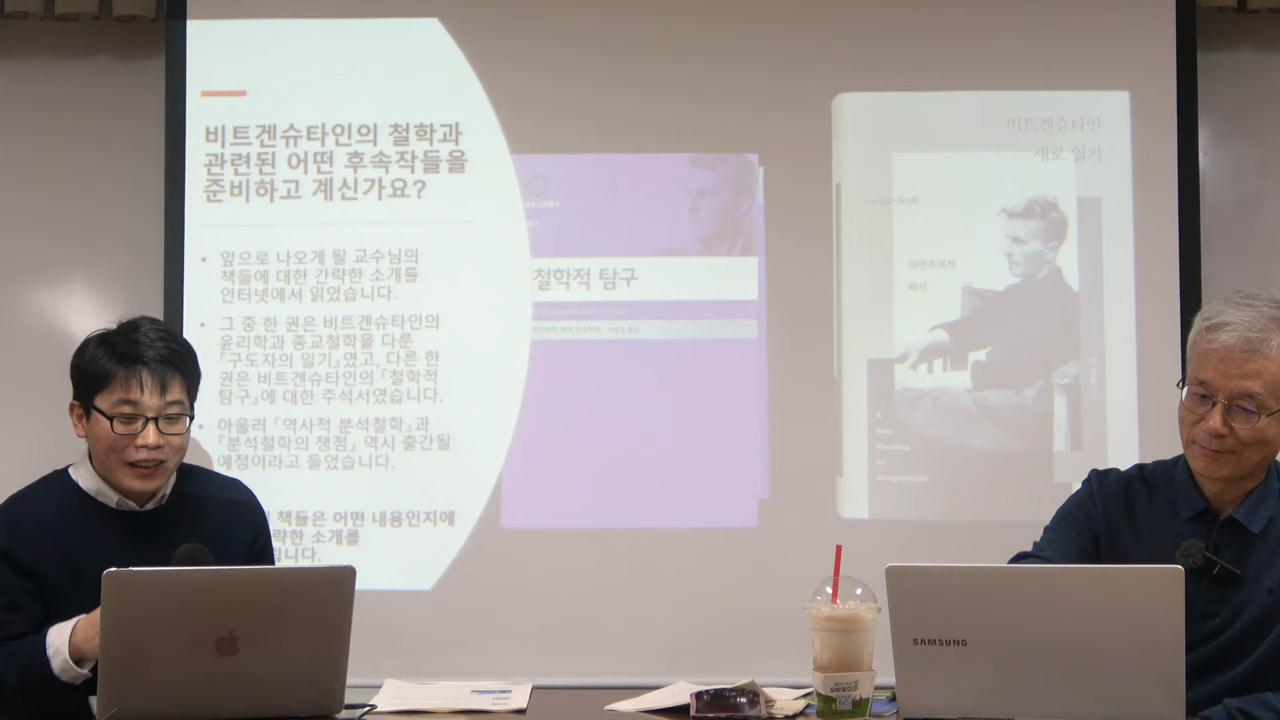 비트겐슈타인의 철학과
관련된 어떤 후속작들을
준비하고 계신가요?
• 앞으로 나오게 될 교수님의
책들에 대한 간략한 소개를
인터넷에서 읽었습니다.
• 그 중 한 권은 비트겐슈타인의
윤리학과 종교철학을 다룬
『구도자의 일기』였고, 다른 한
권은 비트겐슈타인의 『철학적
탐구』에 대한 주석서였습니다.
• 아울러 『역사적 분석철학』과
『분석철학의 쟁점』 역시 출간될
예정이라고 들었습니다.
책들은 어떤 내용인지에
략한 소개를
니다.
철학적 탐구
비트겐슈타인
새로 읽기
자연주의적
해석
A
New
Reading
of
Wittgenstein
SAMSUNG